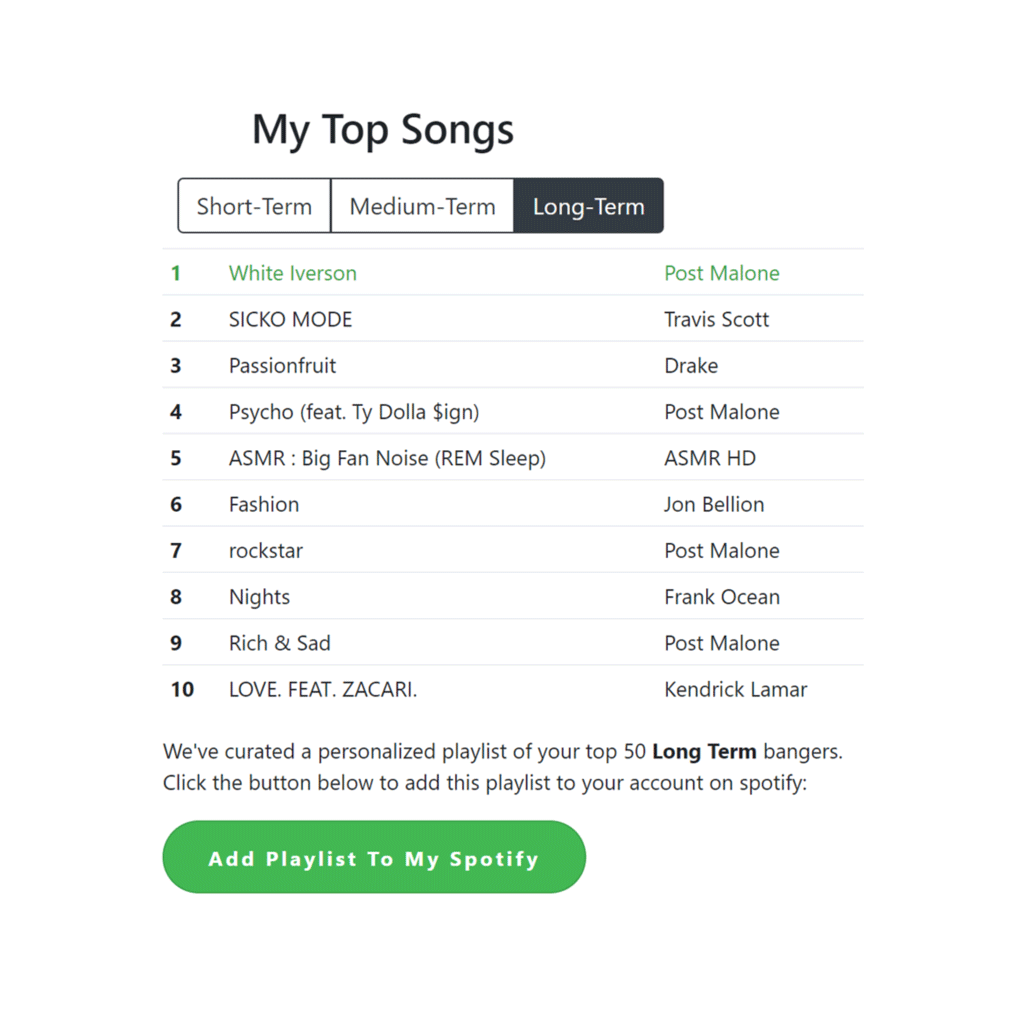 My Top Songs
Short-Term Medium-Term Long-Term
1 White Iverson Post Malone
2 SICKO MODE Travis Scott
3 Passionfruit Drake
4 Psycho (feat. Ty Dolla $ign) Post Malone
5 ASMR : Big Fan Noise (REM Sleep) ASMR HD
6 Fashion Jon Bellion
7 rockstar Post Malone
8 Nights Frank Ocean
9 Rich & Sad Post Malone
10 LOVE. FEAT. ZACARI. Kendrick Lamar
We've curated a personalized playlist of your top 50 Long Term bangers.
Click the button below to add this playlist to your account on spotify:
Add Playlist To My Spotify